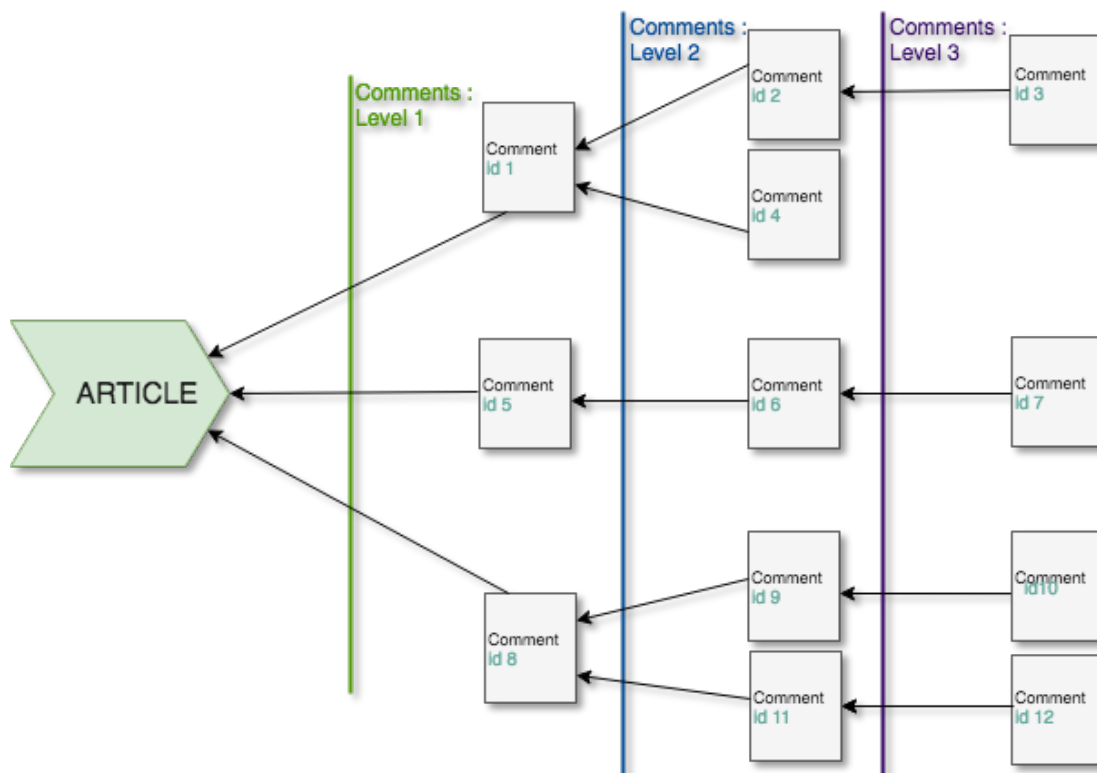 Comments :
Level 1
Comments :
Level 2
Comments :
Level 3
ARTICLE
Comment
id 1
Comment
id 2
Comment
id 3
Comment
id 4
Comment
id 5
Comment
id 6
Comment
id 7
Comment
id 8
Comment
id 9
Comment
id10
Comment
id 11
Comment
id 12